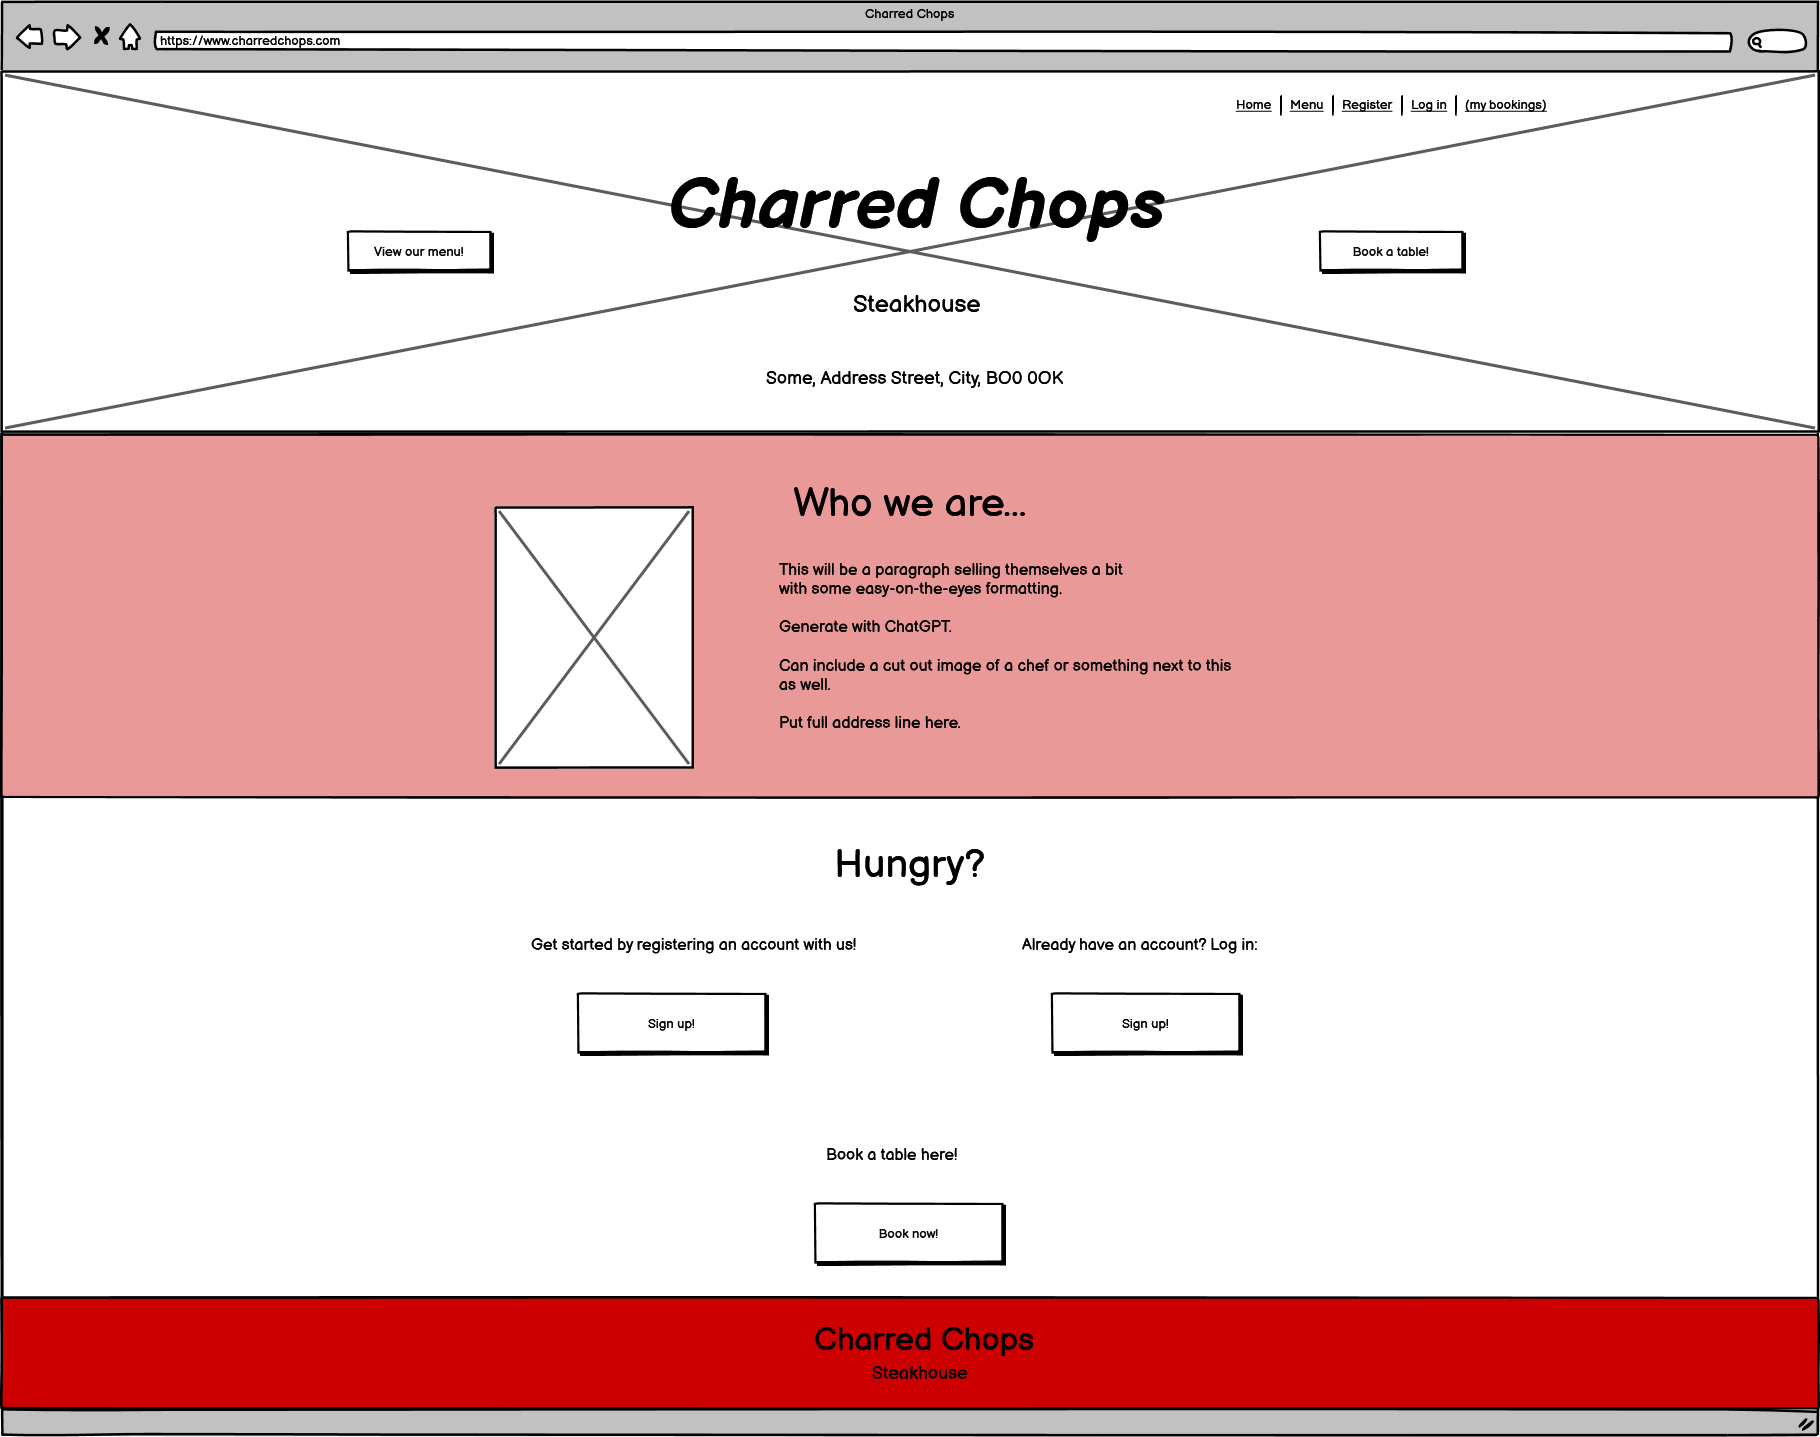 Charred Chops
https://www.charredchops.com
Home | Menu | Register | Log in | (my bookings)
Charred Chops
View our menu!
Book a table!
Steakhouse
Some, Address Street, City, BO0 0OK
Who we are...
This will be a paragraph selling themselves a bit
with some easy-on-the-eyes formatting.
Generate with ChatGPT.
Can include a cut out image of a chef or something next to this
as well.
Put full address line here.
Hungry?
Get started by registering an account with us!
Already have an account? Log in:
Sign up!
Sign up!
Book a table here!
Book now!
Charred Chops
Steakhouse